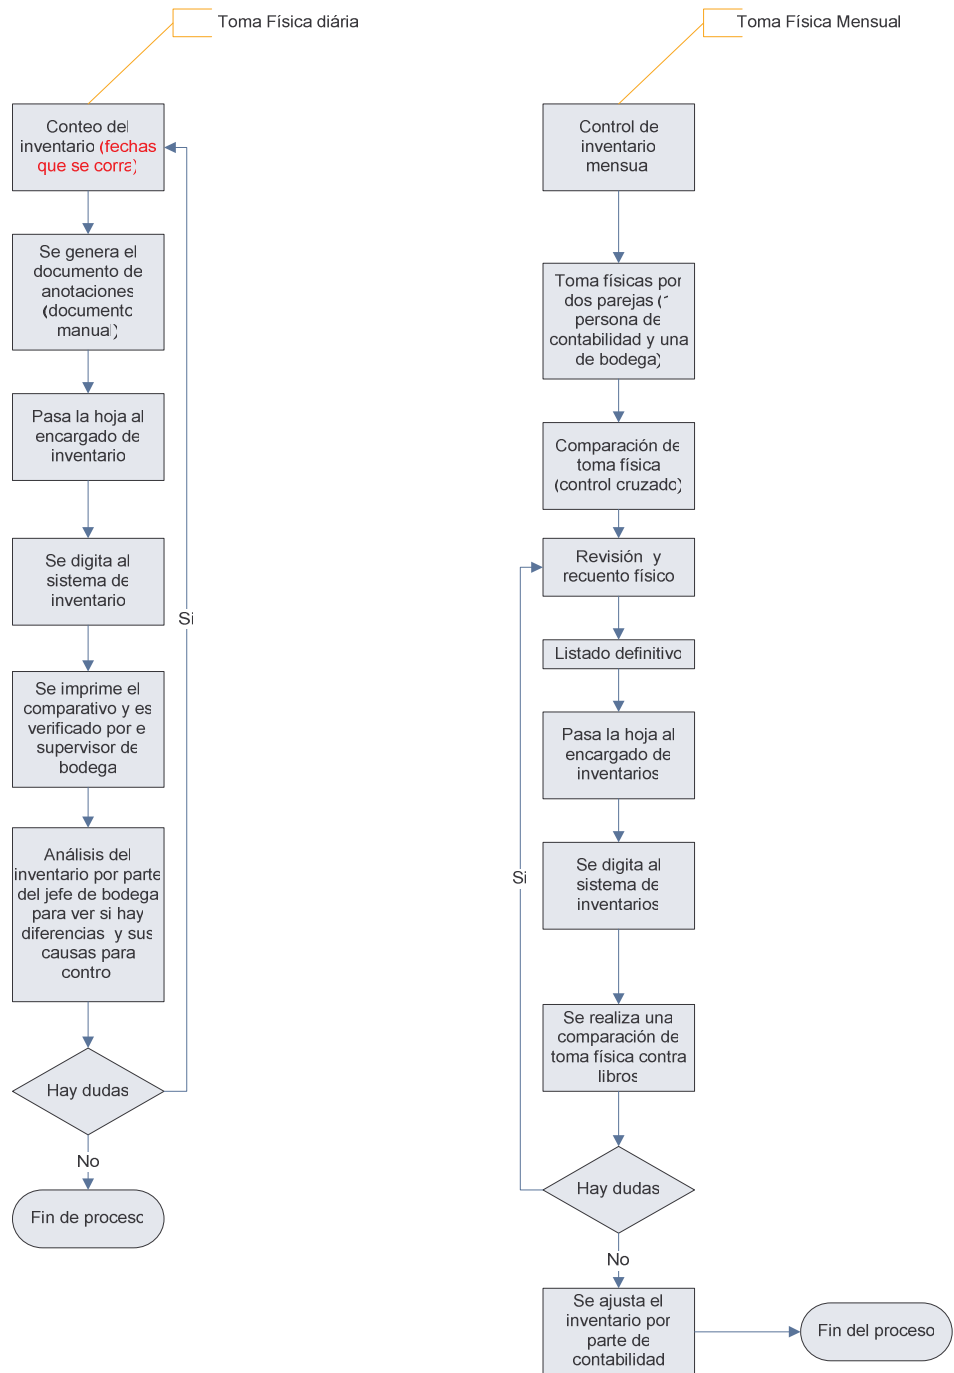 Toma Física diária
Conteo del
inventario (fechas
que se corra)
Se genera el
documento de
anotaciones
(documento
manual)
Pasa la hoja al
encargado de
inventario
Se digita al
sistema de
inventario
Se imprime el
comparativo y es
verificado por e
supervisor de
bodega
Análisis del
inventario por parte
del jefe de bodega
para ver si hay
diferencias y sus
causas para
contro
Hay dudas
Si
No
Fin de proceso
Toma Física Mensual
Control de
inventario
mensua
Toma físicas por
dos parejas (1
persona de
contabilidad y una
de bodega)
Comparación de
toma física
(control cruzado)
Revisión y
recuento físico
Listado definitivo
Pasa la hoja al
encargado de
inventarios
Se digita al
sistema de
inventarios
Se realiza una
comparación de
toma física contra
libros
Hay dudas
Si
No
Se ajusta el
inventario por
parte de
contabilidad
Fin del proceso